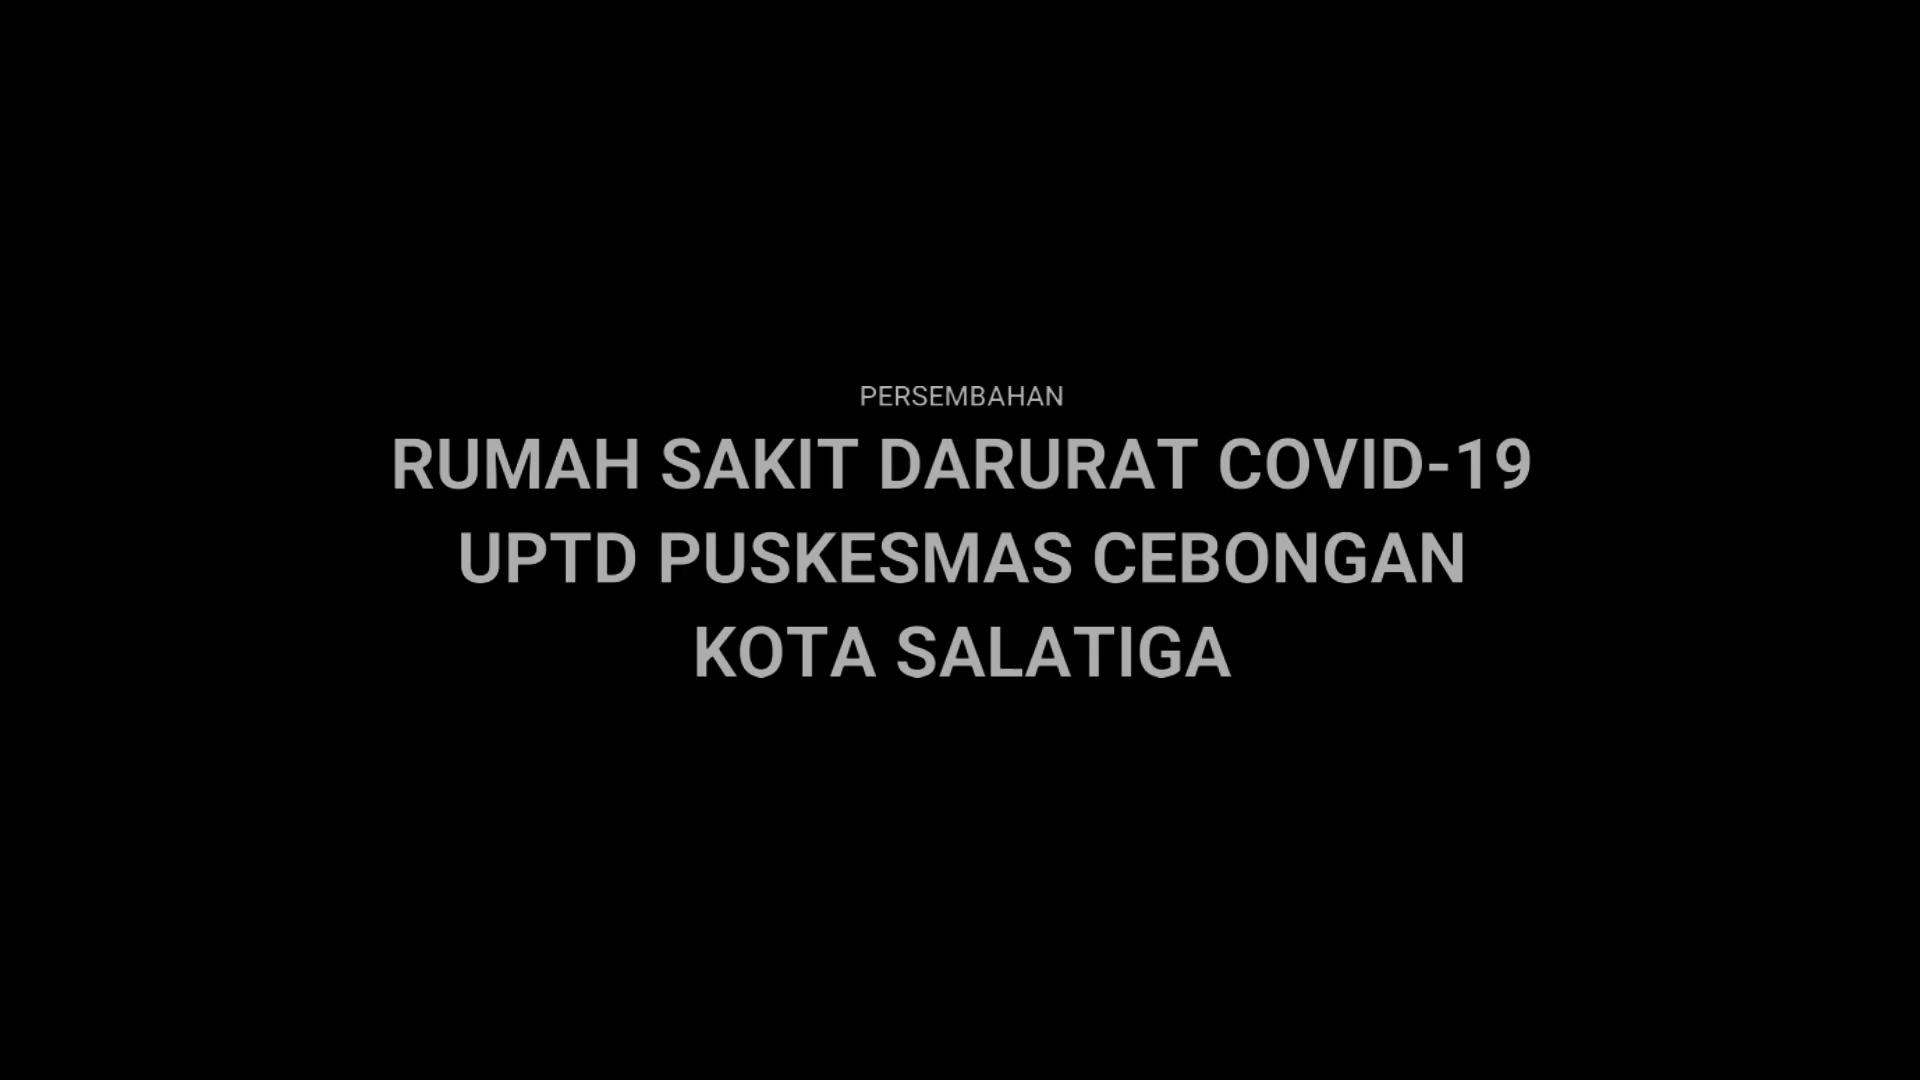 PERSEMBAHAN
RUMAH SAKIT DARURAT COVID-19
UPTD PUSKESMAS CEBONGAN
KOTA SALATIGA